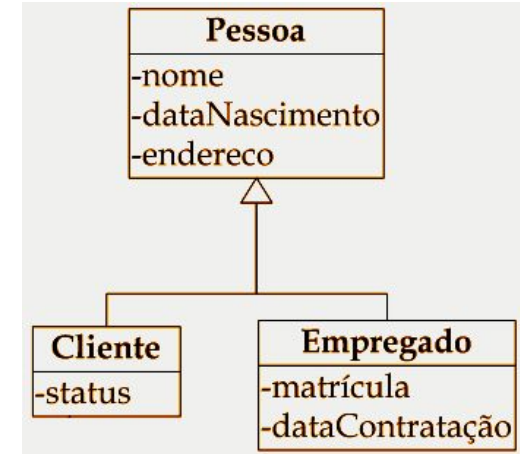 Pessoa
-nome
-dataNascimento
-endereco
Cliente
-status
Empregado
-matrícula
-dataContratação